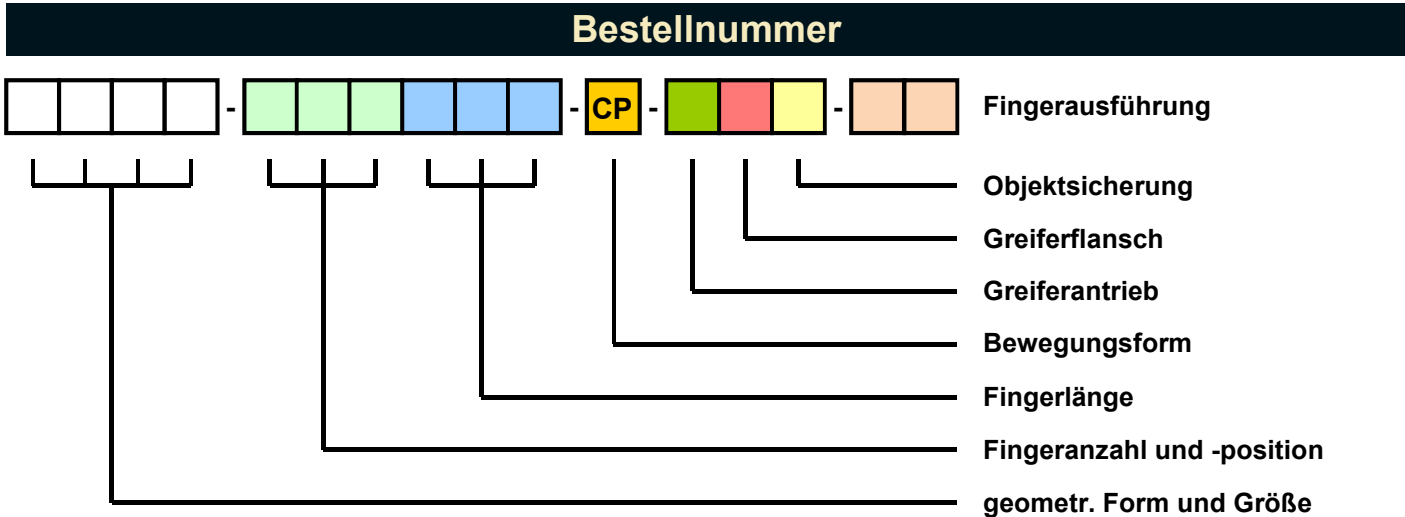 Bestellnummer
- - CP - - Fingerausführung
Objektsicherung
Greiferflansch
Greiferantrieb
Bewegungsform
Fingerlänge
Fingeranzahl und -position
geometr. Form und Größe